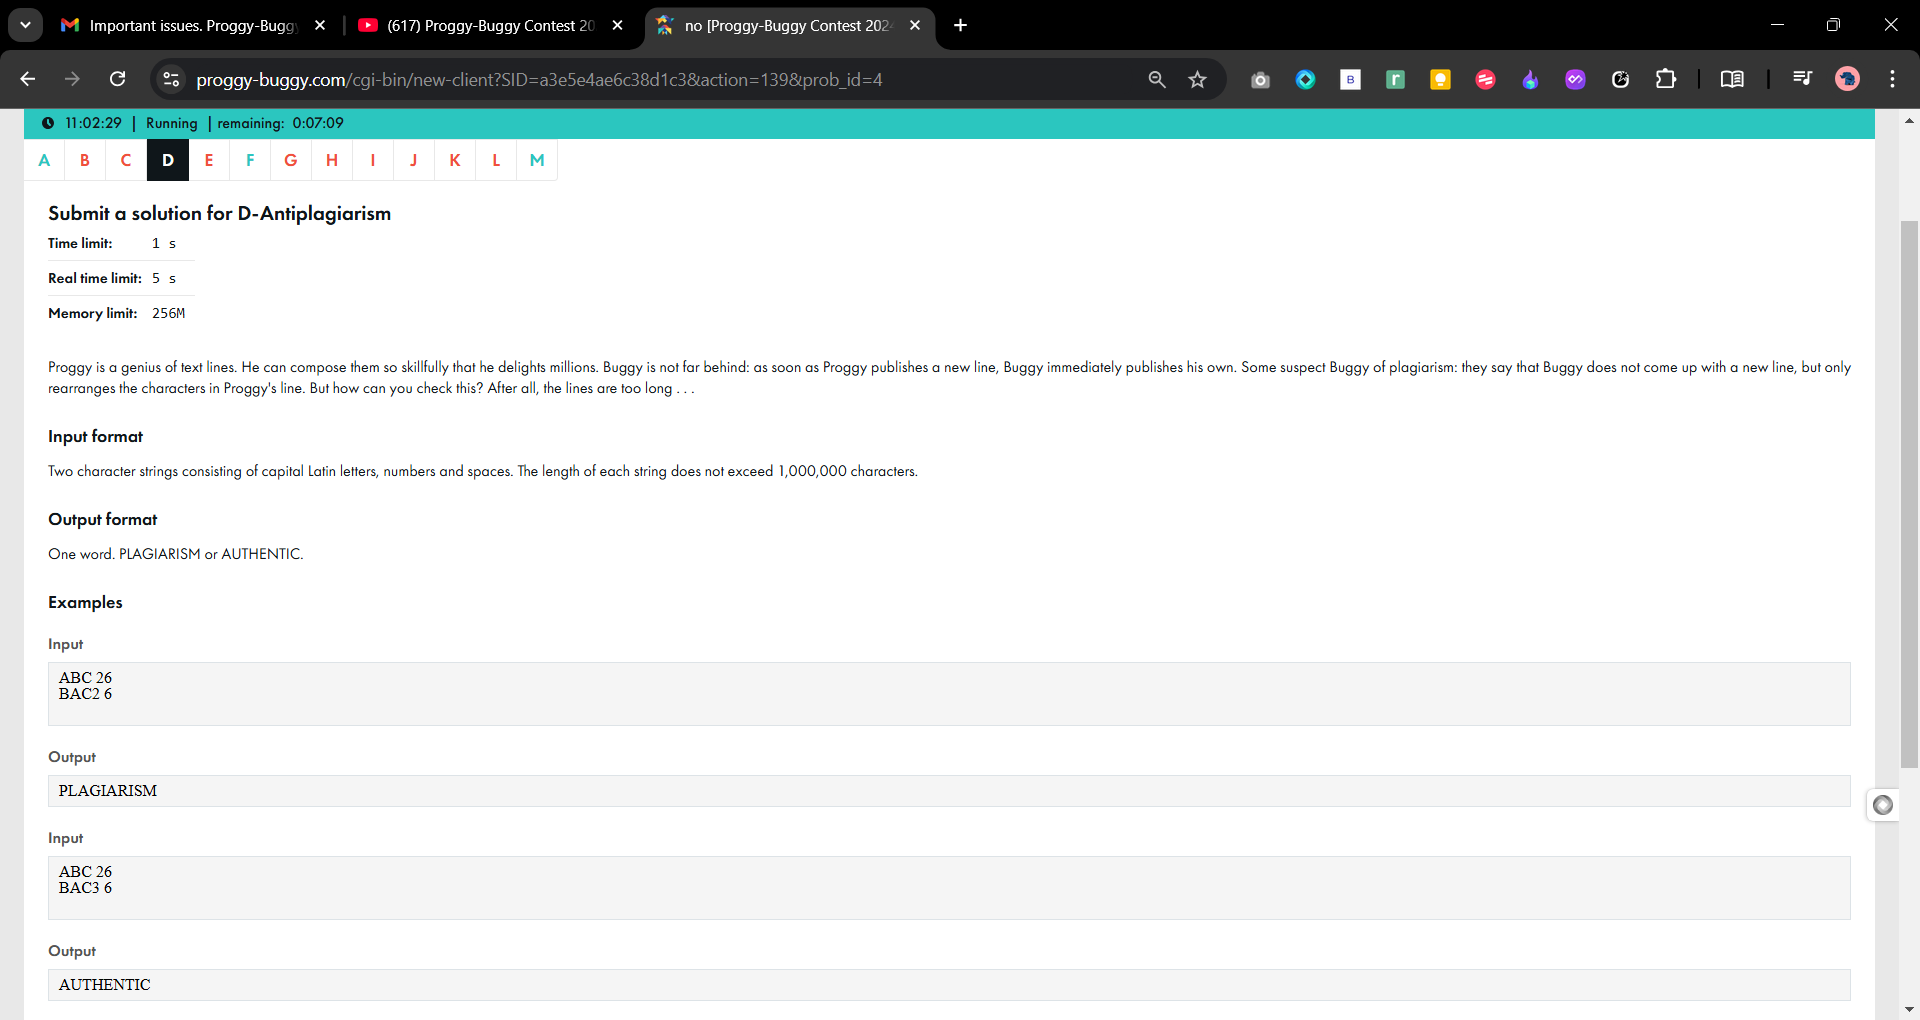 Important issues. Proggy-Bugg
(617) Proggy-Buggy Contest 20
no [Proggy-Buggy Contest 202
proggy-buggy.com/cgi-bin/new-client?SID=a3e5e4ae6c38d1c3&action=139&prob_id=4
11:02:29 | Running | remaining: 0:07:09
A B C D E F G H I J K L M
Submit a solution for D-Antiplagiarism
Time limit: 1 s
Real time limit: 5 s
Memory limit: 256M
Proggy is a genius of text lines. He can compose them so skillfully that he delights millions. Buggy is not far behind: as soon as Proggy publishes a new line, Buggy immediately publishes his own. Some suspect Buggy of plagiarism: they say that Buggy does not come up with a new line, but only
rearranges the characters in Proggy's line. But how can you check this? After all, the lines are too long . . .
Input format
Two character strings consisting of capital Latin letters, numbers and spaces. The length of each string does not exceed 1,000,000 characters.
Output format
One word. PLAGIARISM or AUTHENTIC.
Examples
Input
ABC 26
BAC2 6
Output
PLAGIARISM
Input
ABC 26
BAC3 6
Output
AUTHENTIC